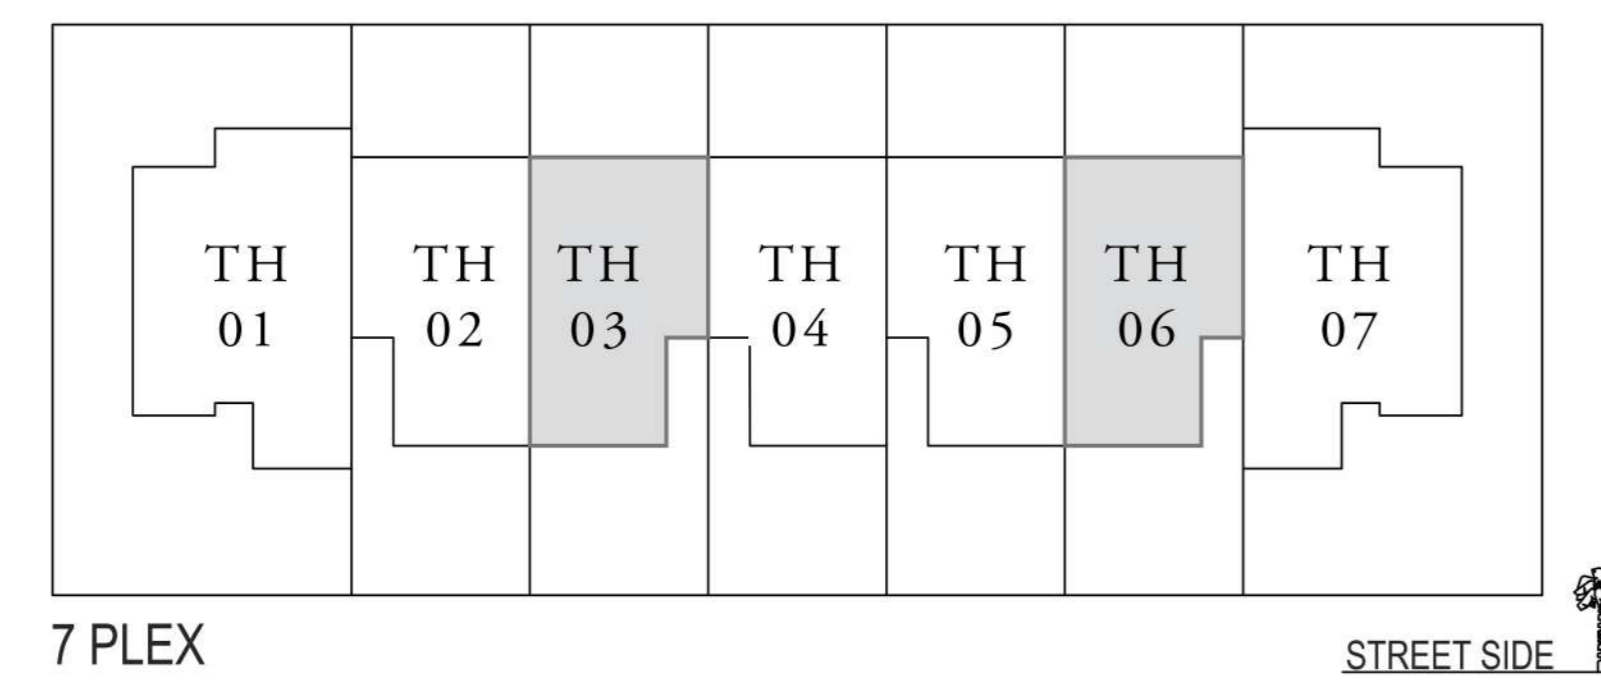 TH TH TH TH TH TH TH
01 02 03 04 05 06 07
7 PLEX
STREET SIDE